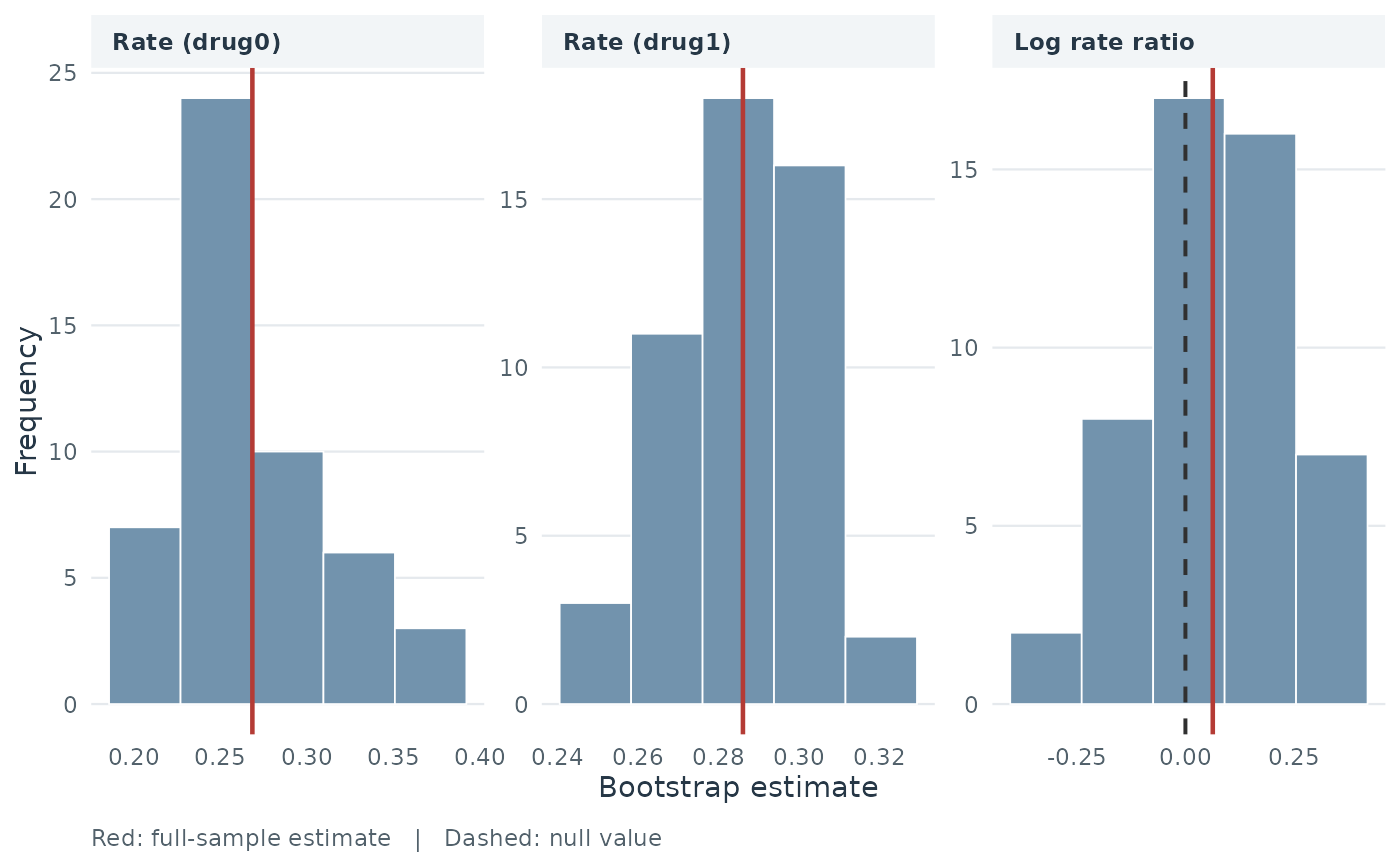 Rate (drug0)
Rate (drug1)
Log rate ratio
Frequency
25
20
15
10
5
0
15
10
5
0
15
10
5
0
0.20 0.25 0.30 0.35 0.40
0.24 0.26 0.28 0.30 0.32
-0.25 0.00 0.25
Bootstrap estimate
Red: full-sample estimate | Dashed: null value